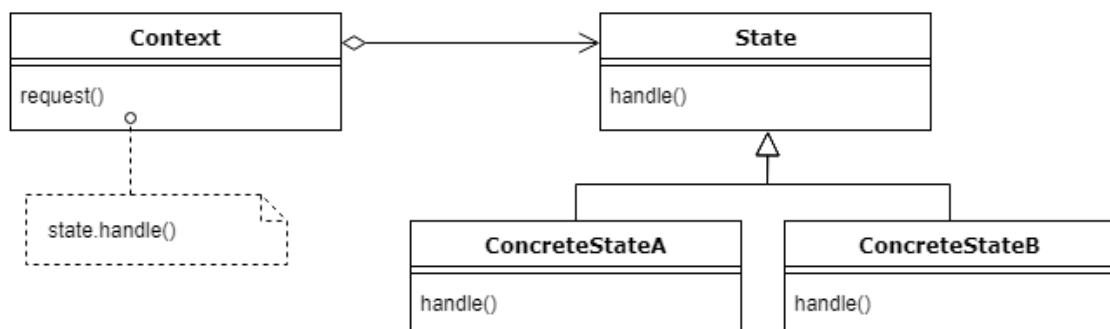 Context
State
request()
handle()
state.handle()
ConcreteStateA
ConcreteStateB
handle()
handle()